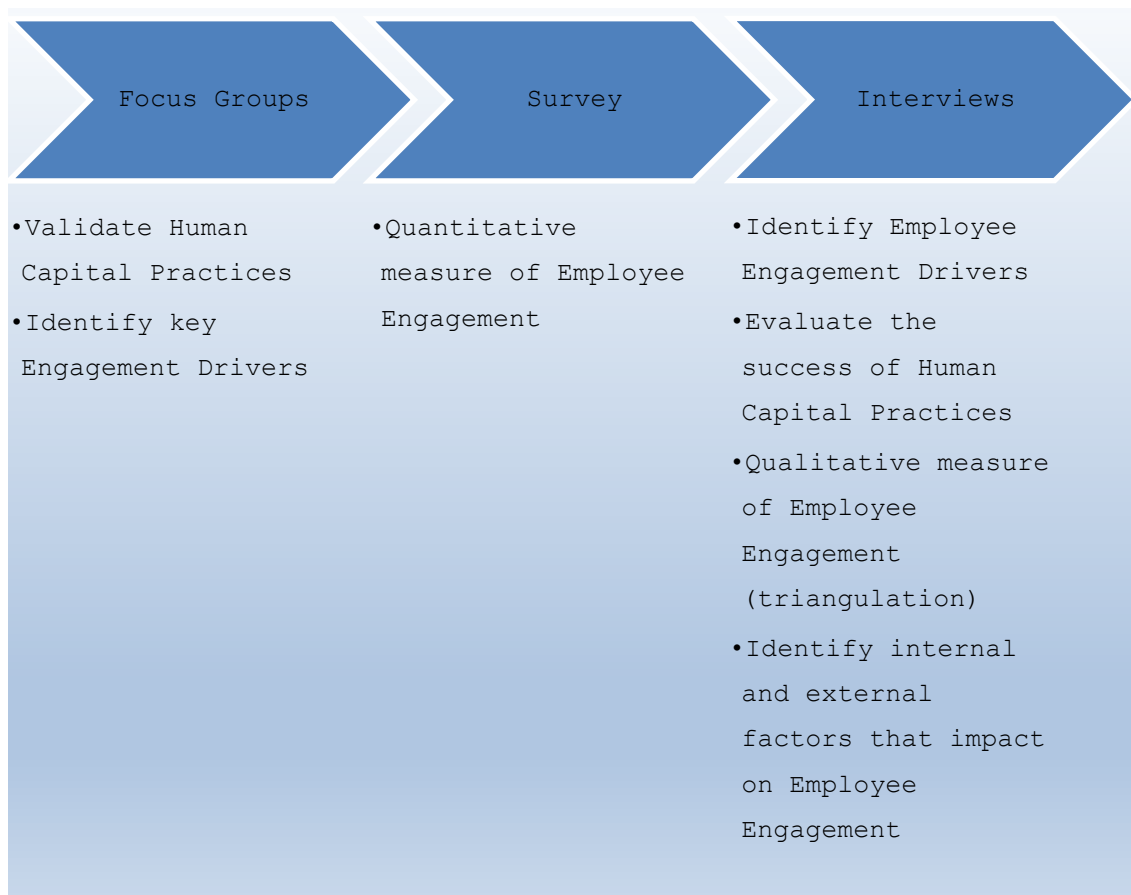 Focus Groups
Survey
Interviews
•Validate Human
Capital Practices
•Identify key
Engagement Drivers
•Quantitative
measure of Employee
Engagement
•Identify Employee
Engagement Drivers
•Evaluate the
success of Human
Capital Practices
•Qualitative measure
of Employee
Engagement
(triangulation)
•Identify internal
and external
factors that impact
on Employee
Engagement